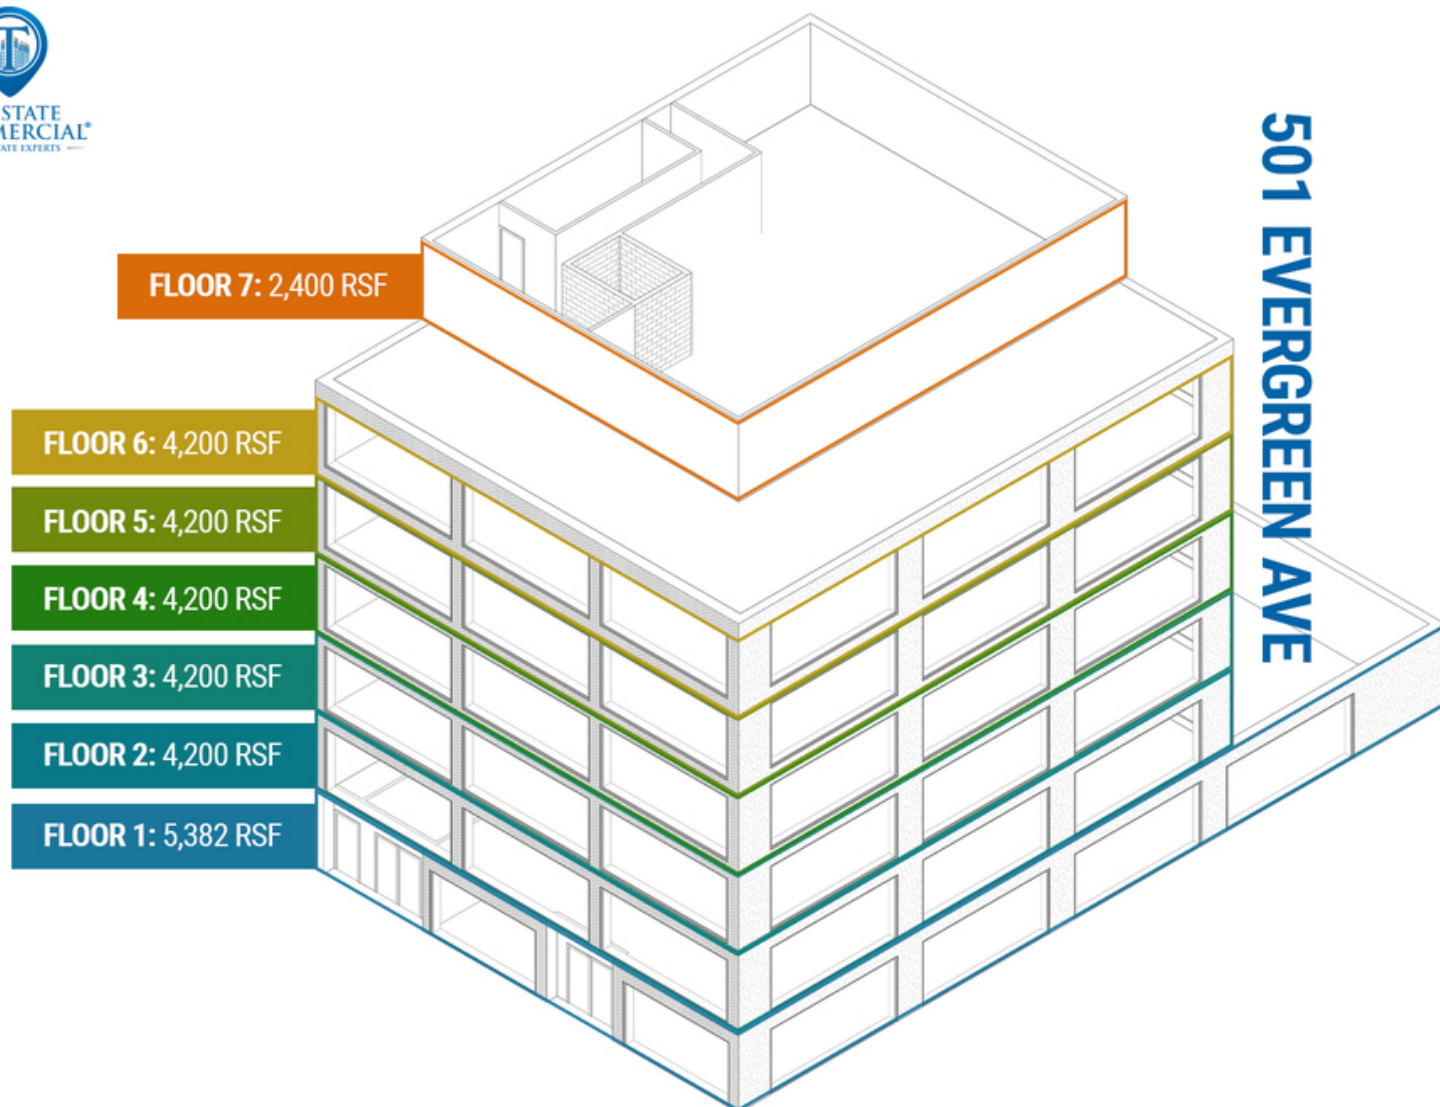 T
STATE
MERCIAL®
ATE EXPERTS
501 EVERGREEN AVE
FLOOR 7: 2,400 RSF
FLOOR 6: 4,200 RSF
FLOOR 5: 4,200 RSF
FLOOR 4: 4,200 RSF
FLOOR 3: 4,200 RSF
FLOOR 2: 4,200 RSF
FLOOR 1: 5,382 RSF